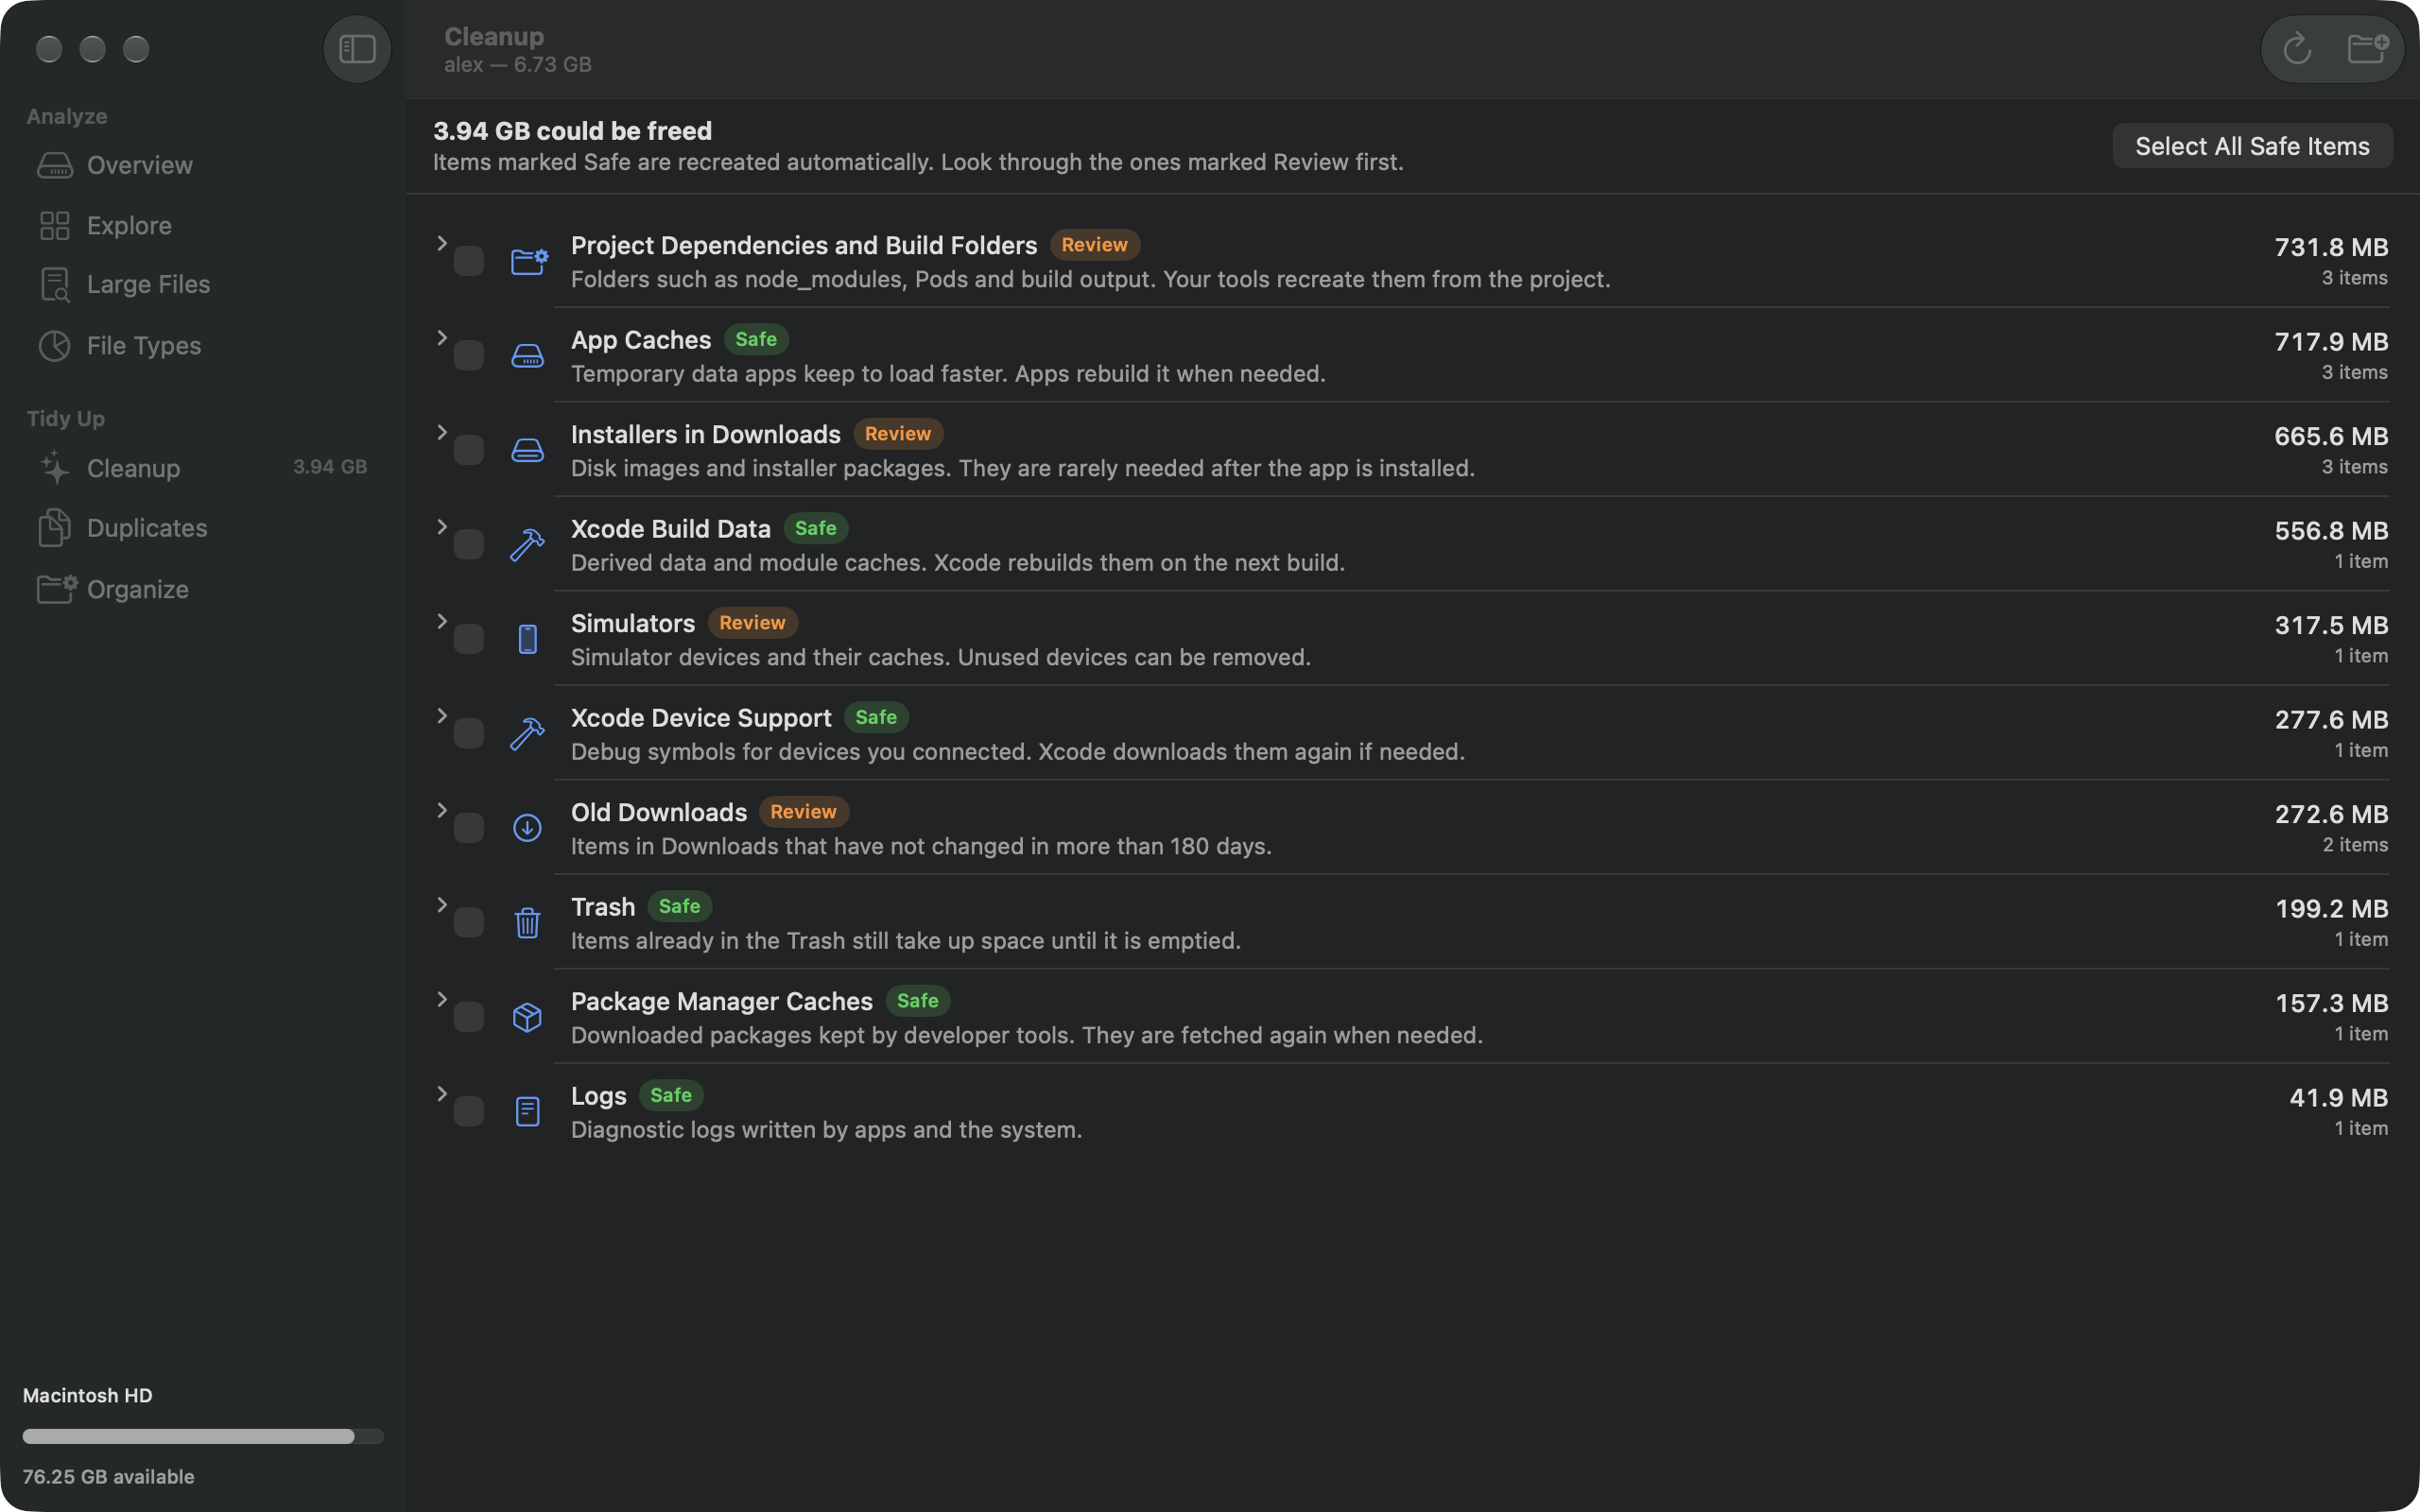 Cleanup
alex — 6.73 GB
Analyze
Overview
Explore
Large Files
File Types
Tidy Up
Cleanup 3.94 GB
Duplicates
Organize
Macintosh HD
76.25 GB available
3.94 GB could be freed
Items marked Safe are recreated automatically. Look through the ones marked Review first.
Select All Safe Items
Project Dependencies and Build Folders Review 731.8 MB
Folders such as node_modules, Pods and build output. Your tools recreate them from the project. 3 items
App Caches Safe 717.9 MB
Temporary data apps keep to load faster. Apps rebuild it when needed. 3 items
Installers in Downloads Review 665.6 MB
Disk images and installer packages. They are rarely needed after the app is installed. 3 items
Xcode Build Data Safe 556.8 MB
Derived data and module caches. Xcode rebuilds them on the next build. 1 item
Simulators Review 317.5 MB
Simulator devices and their caches. Unused devices can be removed. 1 item
Xcode Device Support Safe 277.6 MB
Debug symbols for devices you connected. Xcode downloads them again if needed. 1 item
Old Downloads Review 272.6 MB
Items in Downloads that have not changed in more than 180 days. 2 items
Trash Safe 199.2 MB
Items already in the Trash still take up space until it is emptied. 1 item
Package Manager Caches Safe 157.3 MB
Downloaded packages kept by developer tools. They are fetched again when needed. 1 item
Logs Safe 41.9 MB
Diagnostic logs written by apps and the system. 1 item